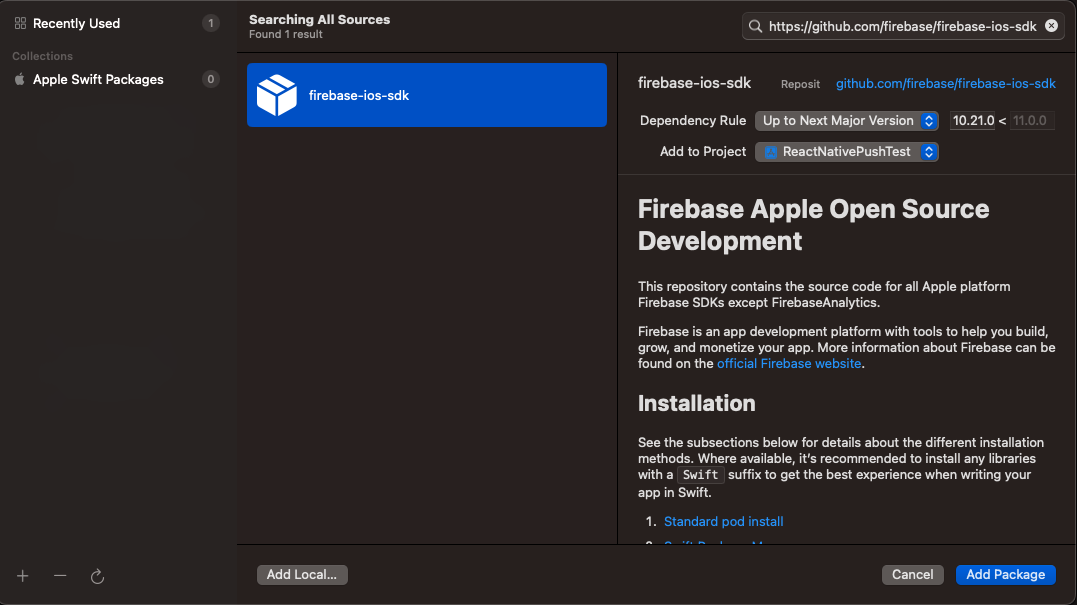 Recently Used 1
Collections
Apple Swift Packages 0
Searching All Sources
Found 1 result
https://github.com/firebase/firebase-ios-sdk
firebase-ios-sdk
firebase-ios-sdk Reposit github.com/firebase/firebase-ios-sdk
Dependency Rule Up to Next Major Version 10.21.0 < 11.0.0
Add to Project ReactNativePushTest
Firebase Apple Open Source
Development
This repository contains the source code for all Apple platform
Firebase SDKs except FirebaseAnalytics.
Firebase is an app development platform with tools to help you build,
grow, and monetize your app. More information about Firebase can be
found on the official Firebase website.
Installation
See the subsections below for details about the different installation
methods. Where available, it's recommended to install any libraries
with a Swift suffix to get the best experience when writing your
app in Swift.
1. Standard pod install
Add Local...
Cancel
Add Package